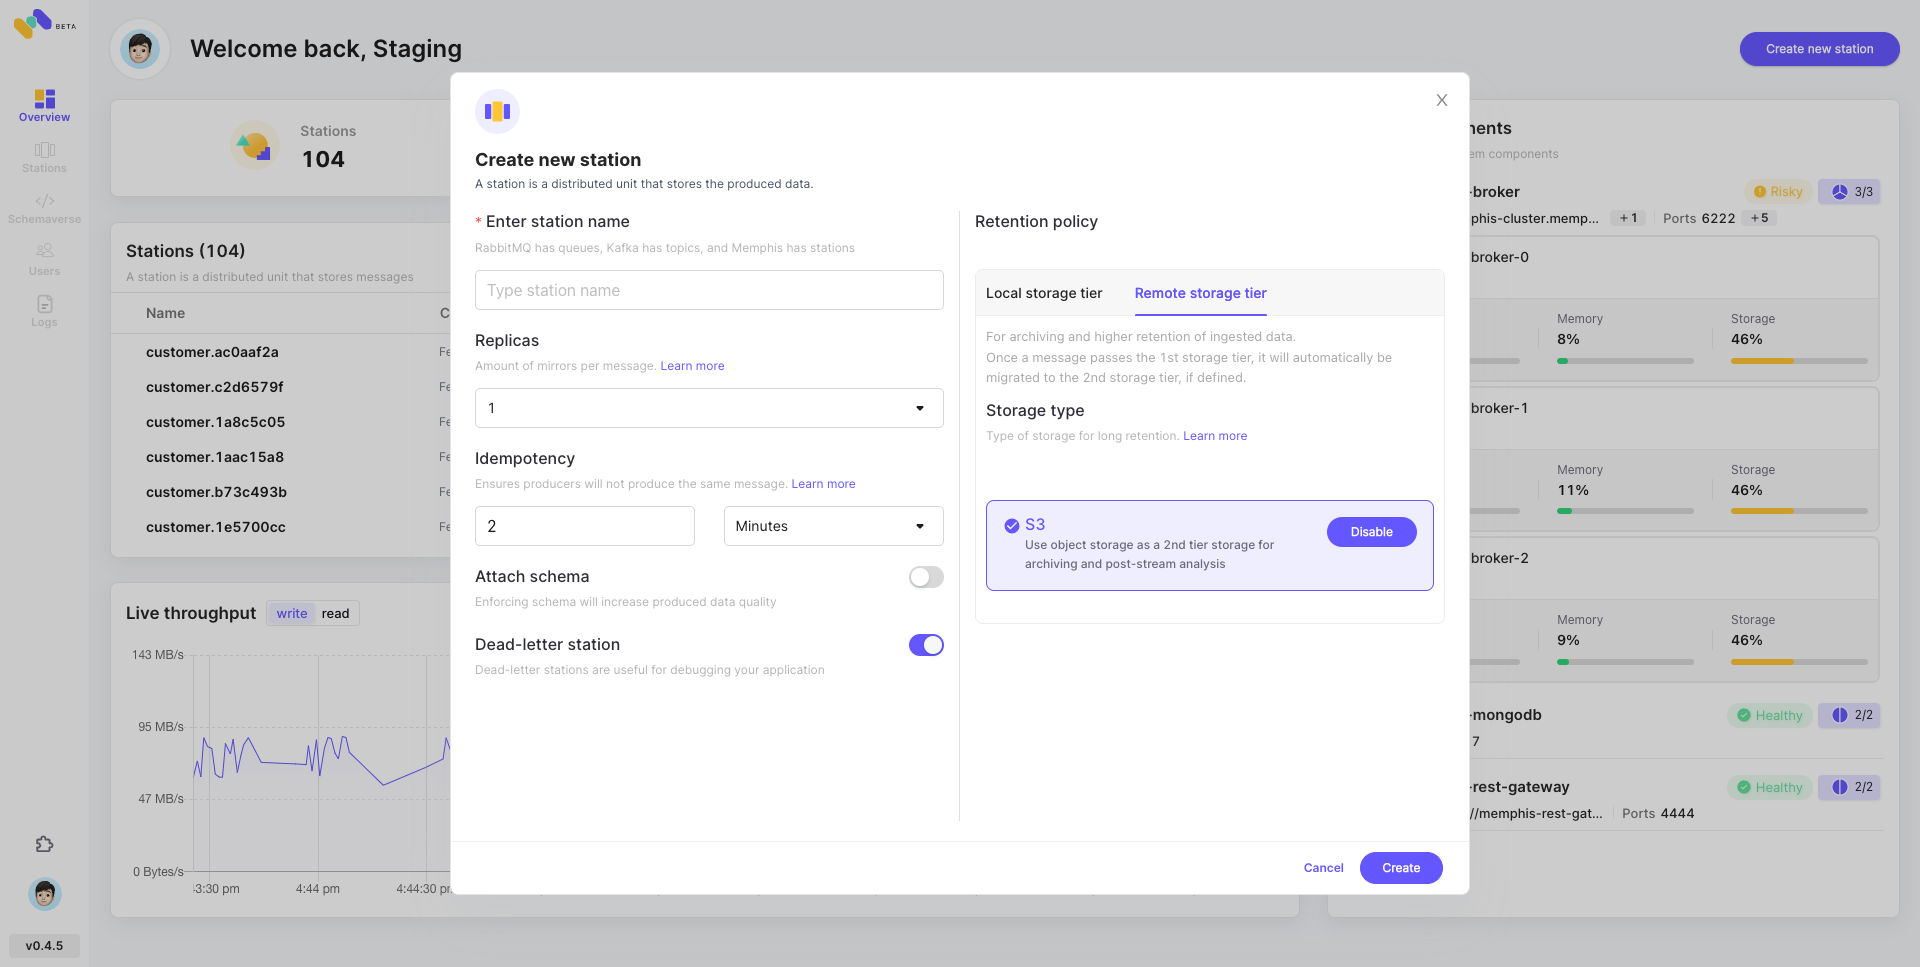 BETA
Welcome back, Staging
Create new station
Overview
Stations
Schemaverse
Users
Logs
v0.4.5
Stations
104
Stations (104)
A station is a distributed unit that stores messages
Name
C
customer.ac0aaf2a
Fe
customer.c2d6579f
Fe
customer.1a8c5c05
Fe
customer.1aac15a8
Fe
customer.b73c493b
Fe
customer.1e5700cc
Fe
Live throughput
write
read
143 MB/s
95 MB/s
47 MB/s
0 Bytes/s
:3:30 pm
4:44 pm
4:44:30 pm
X
Create new station
A station is a distributed unit that stores the produced data.
* Enter station name
RabbitMQ has queues, Kafka has topics, and Memphis has stations
Type station name
Replicas
Amount of mirrors per message. Learn more
1
Idempotency
Ensures producers will not produce the same message. Learn more
2
Minutes
Attach schema
Enforcing schema will increase produced data quality
Dead-letter station
Dead-letter stations are useful for debugging your application
Retention policy
Local storage tier
Remote storage tier
For archiving and higher retention of ingested data.
Once a message passes the 1st storage tier, it will automatically be
migrated to the 2nd storage tier, if defined.
Storage type
Type of storage for long retention. Learn more
S3
Use object storage as a 2nd tier storage for
archiving and post-stream analysis
Disable
Cancel
Create
nents
em components
-broker
Risky
3/3
phis-cluster.memp...
+1
Ports 6222
+5
broker-0
Memory
8%
Storage
46%
broker-1
Memory
11%
Storage
46%
broker-2
Memory
9%
Storage
46%
-mongodb
Healthy
2/2
7
-rest-gateway
Healthy
2/2
//memphis-rest-gat...
Ports 4444